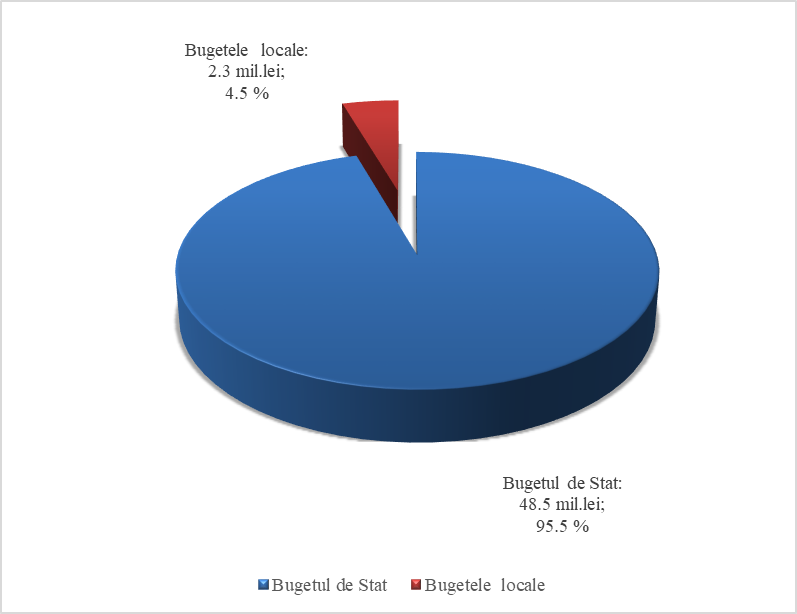 Bugetele locale:
2.3 mil.lei;
4.5 %
Bugetul de Stat:
48.5 mil.lei;
95.5 %
Bugetul de Stat
Bugetele locale